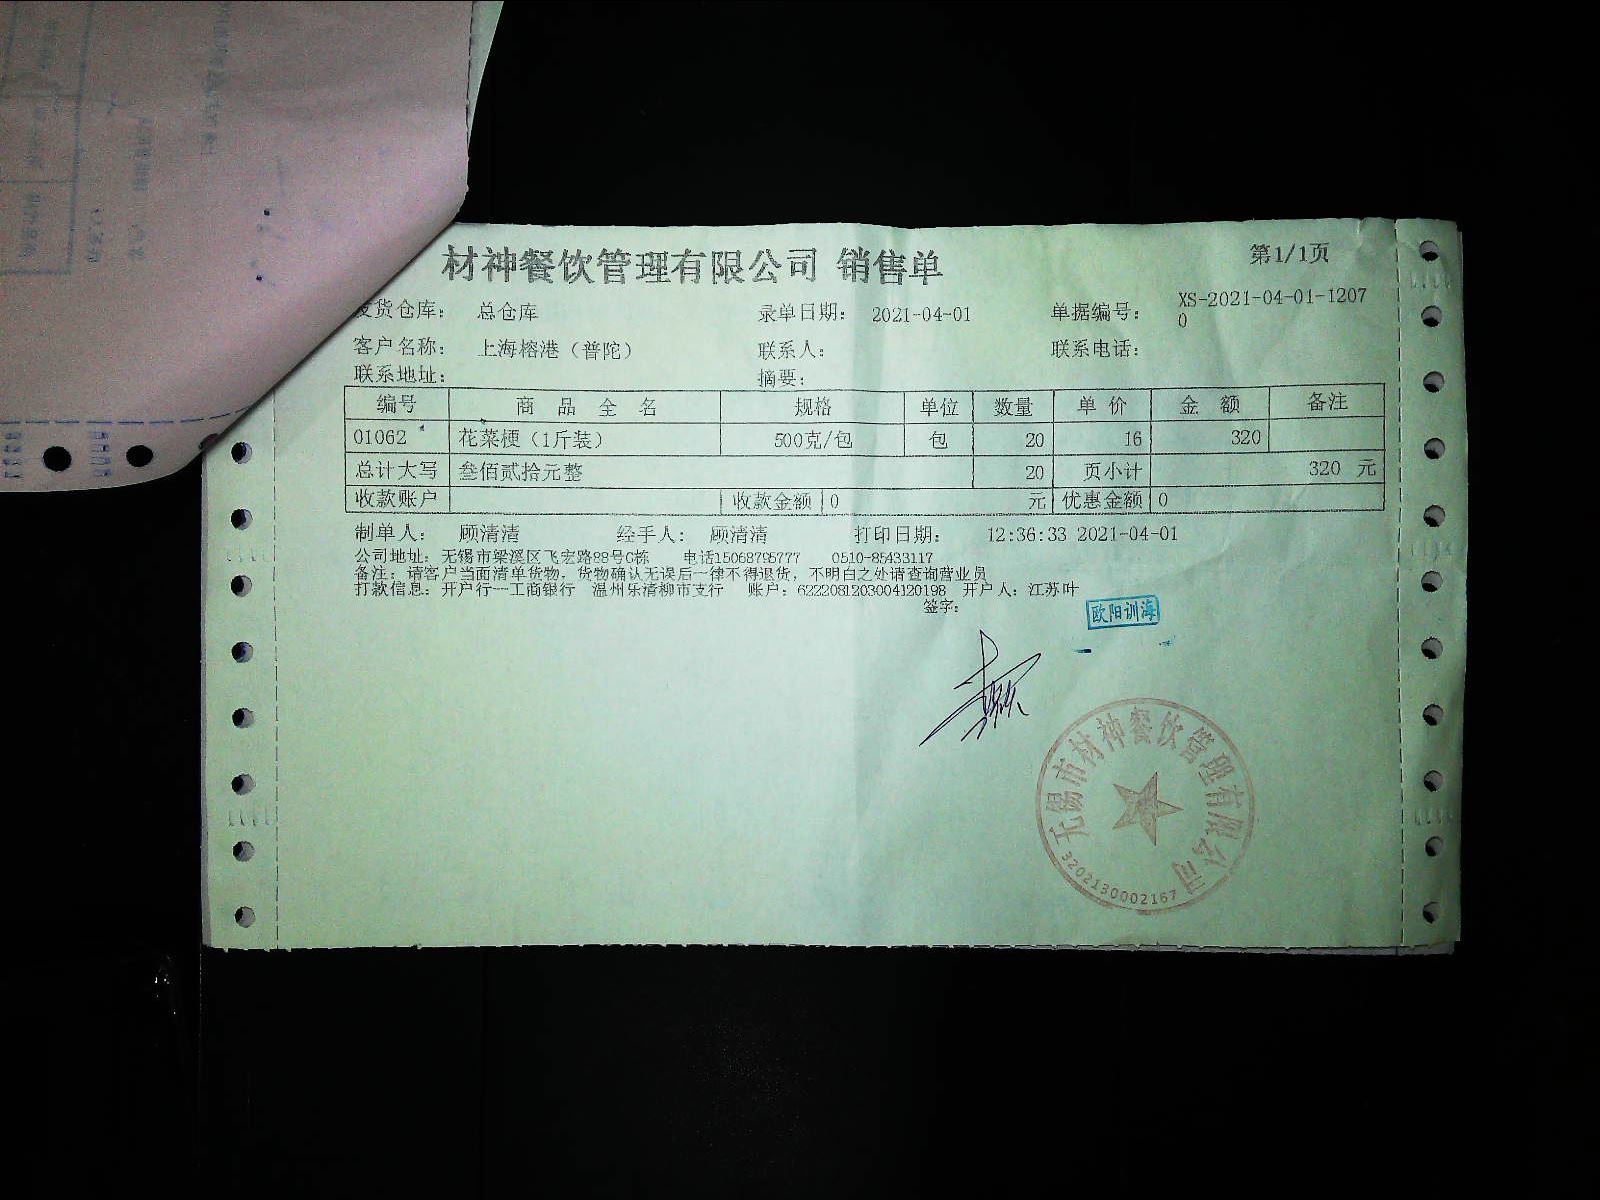 材神餐饮管理有限公司 销售单
第1/1页
发货仓库： 总仓库 录单日期： 2021-04-01 单据编号： XS-2021-04-01-1207
0
客户名称： 上海榕港（普陀） 联系人： 联系电话：
联系地址： 摘要：
编号 商品全名 规格 单位 数量 单价 金额 备注
01062 花菜梗（1斤装） 500克/包 包 20 16 320
总计大写 叁佰贰拾元整 20 页小计 320 元
收款账户 收款金额 0 元 优惠金额 0
制单人： 顾清清 经手人： 顾清清 打印日期： 12:36:33 2021-04-01
公司地址：无锡市梁溪区飞宏路88号G栋 电话15068795777 0510-85433117
备注：请客户当面清单货物，货物确认无误后一律不得退货，不明白之处请查询营业员
打款信息：开户行--工商银行 温州乐清柳市支行 账户：6222081203004120198 开户人：江苏叶
签字：
欧阳训海
无锡市材神餐饮管理有限公司
3202130002167